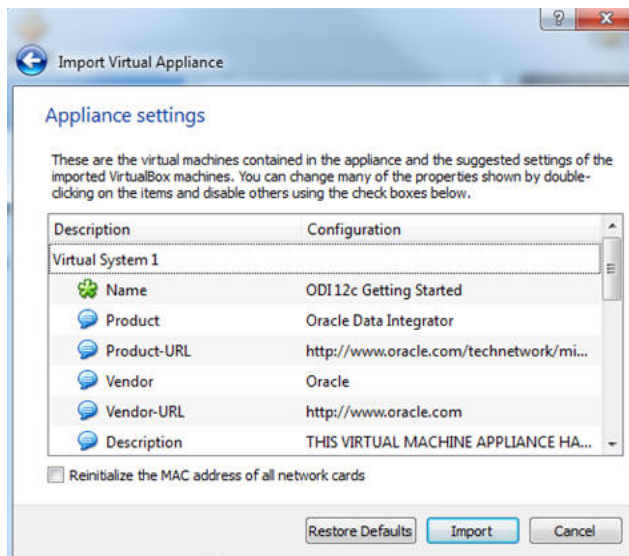 Import Virtual Appliance
Appliance settings
These are the virtual machines contained in the appliance and the suggested settings of the
imported VirtualBox machines. You can change many of the properties shown by double-
clicking on the items and disable others using the check boxes below.
Description Configuration
Virtual System 1
Name ODI 12c Getting Started
Product Oracle Data Integrator
Product-URL http://www.oracle.com/technetwork/mi...
Vendor Oracle
Vendor-URL http://www.oracle.com
Description THIS VIRTUAL MACHINE APPLIANCE HA...
Reinitialize the MAC address of all network cards
Restore Defaults Import Cancel